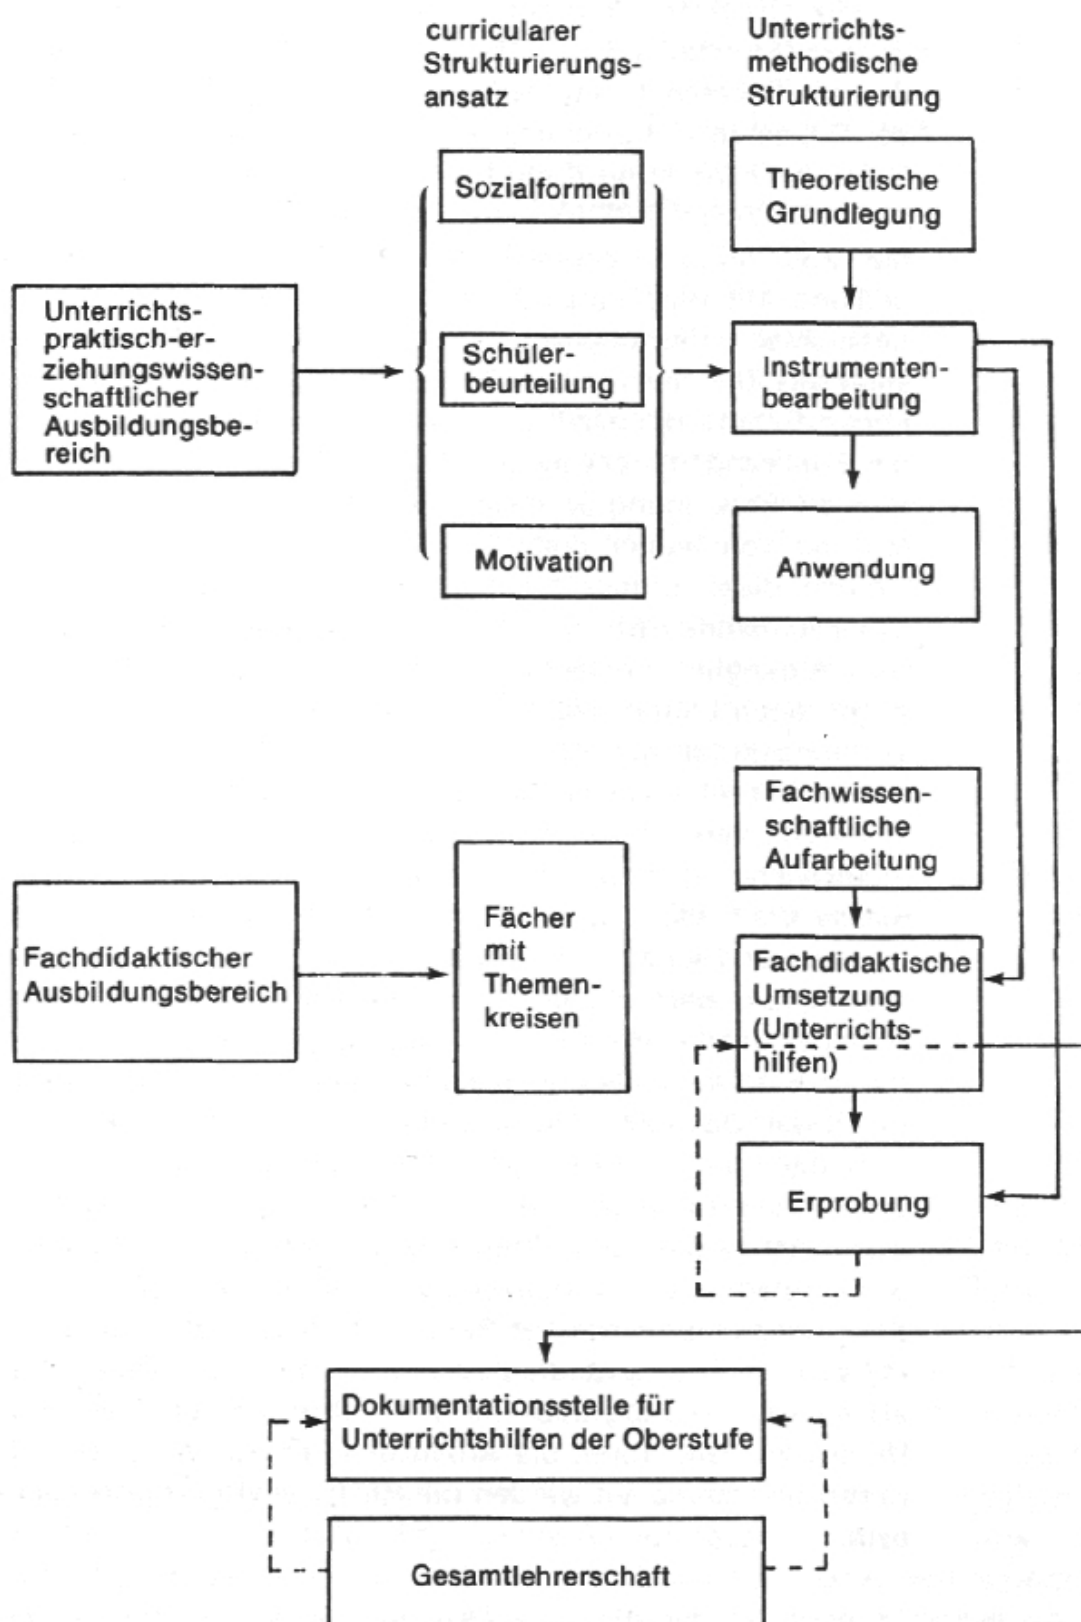 curricularer
Strukturierungs-
ansatz
Unterrichts-
methodische
Strukturierung
Sozialformen
Theoretische
Grundlegung
Unterrichts-
praktisch-er-
ziehungswissen-
schaftlicher
Ausbildungsbe-
reich
Schüler-
beurteilung
Instrumenten-
bearbeitung
Motivation
Anwendung
Fachwissen-
schaftliche
Aufarbeitung
Fachdidaktischer
Ausbildungsbereich
Fächer
mit
Themen-
kreisen
Fachdidaktische
Umsetzung
(Unterrichts-
hilfen)
Erprobung
Dokumentationsstelle für
Unterrichtshilfen der Oberstufe
Gesamtlehrerschaft